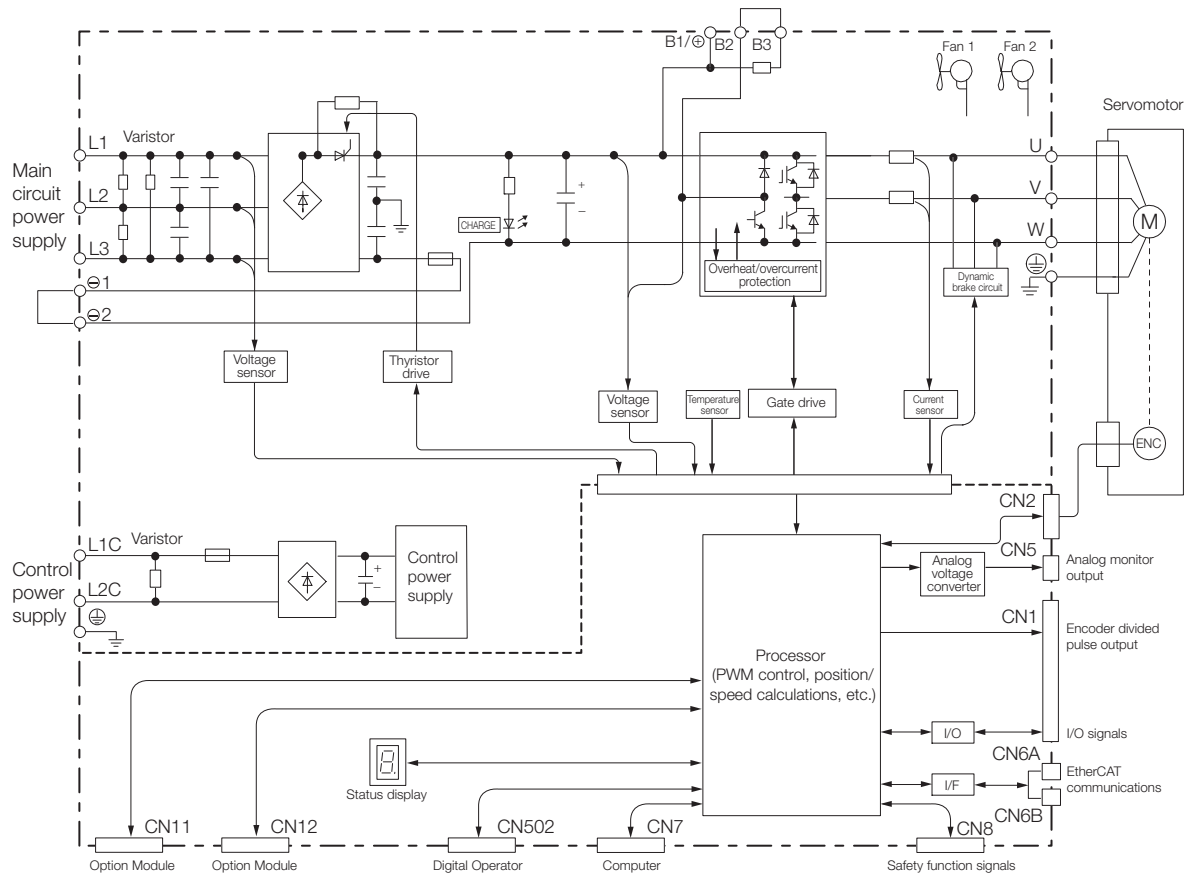 B1/⊕ B2 B3
Fan 1 Fan 2
Servomotor
Main
circuit
power
supply
L1
Varistor
L2
L3
⊖1
⊖2
CHARGE
+
–
Overheat/overcurrent
protection
U
V
W
M
Dynamic
brake circuit
Voltage
sensor
Thyristor
drive
Voltage
sensor
Temperature
sensor
Gate drive
Current
sensor
ENC
Control
power
supply
L1C
Varistor
L2C
+
–
Control
power
supply
CN2
CN5
Analog
voltage
converter
Analog monitor
output
CN1
Encoder divided
pulse output
Processor
(PWM control, position/
speed calculations, etc.)
I/O
I/O signals
CN6A
I/F
EtherCAT
communications
CN6B
8.
Status display
CN11
Option Module
CN12
Option Module
CN502
Digital Operator
CN7
Computer
CN8
Safety function signals